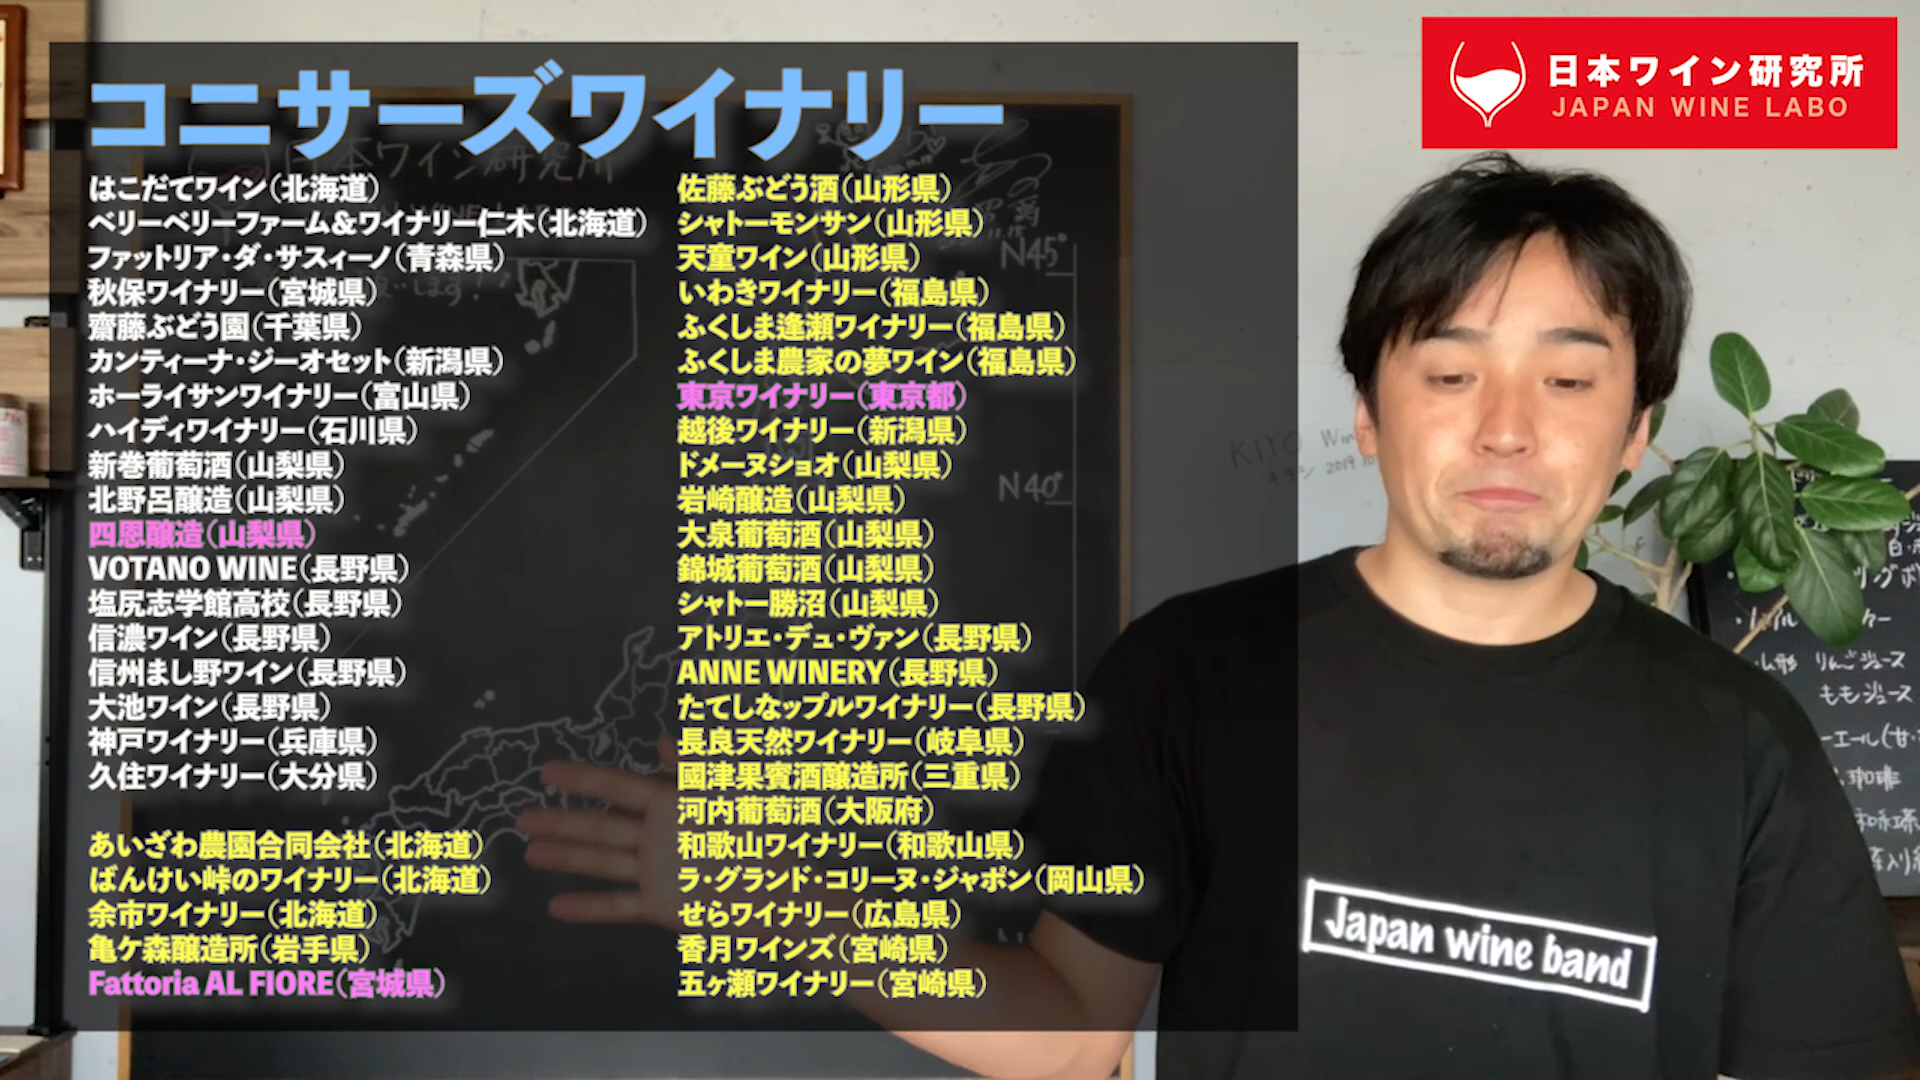 コニサーズワイナリー
はこだてワイン（北海道）
ベリーベリーファーム＆ワイナリー仁木（北海道）
ファットリア・ダ・サスィーノ（青森県）
秋保ワイナリー（宮城県）
齋藤ぶどう園（千葉県）
カンティーナ・ジーオセット（新潟県）
ホーライサンワイナリー（富山県）
ハイディワイナリー（石川県）
新巻葡萄酒（山梨県）
北野呂醸造（山梨県）
四恩醸造（山梨県）
VOTANO WINE（長野県）
塩尻志学館高校（長野県）
信濃ワイン（長野県）
信州まし野ワイン（長野県）
大池ワイン（長野県）
神戸ワイナリー（兵庫県）
久住ワイナリー（大分県）
あいざわ農園合同会社（北海道）
ばんけい峠のワイナリー（北海道）
余市ワイナリー（北海道）
亀ケ森醸造所（岩手県）
Fattoria AL FIORE（宮城県）
佐藤ぶどう酒（山形県）
シャトーモンサン（山形県）
天童ワイン（山形県）
いわきワイナリー（福島県）
ふくしま逢瀬ワイナリー（福島県）
ふくしま農家の夢ワイン（福島県）
東京ワイナリー（東京都）
越後ワイナリー（新潟県）
ドメーヌショオ（山梨県）
岩崎醸造（山梨県）
大泉葡萄酒（山梨県）
錦城葡萄酒（山梨県）
シャトー勝沼（山梨県）
アトリエ・デュ・ヴァン（長野県）
ANNE WINERY（長野県）
たてしなップルワイナリー（長野県）
長良天然ワイナリー（岐阜県）
國津果實酒醸造所（三重県）
河内葡萄酒（大阪府）
和歌山ワイナリー（和歌山県）
ラ・グランド・コリーヌ・ジャポン（岡山県）
せらワイナリー（広島県）
香月ワインズ（宮崎県）
五ヶ瀬ワイナリー（宮崎県）
日本ワイン研究所
JAPAN WINE LABO
日本ワイン研究所
N45°
N40°
KIYO
2019
りんごジュース
ももジュース
珈琲
Japan wine band